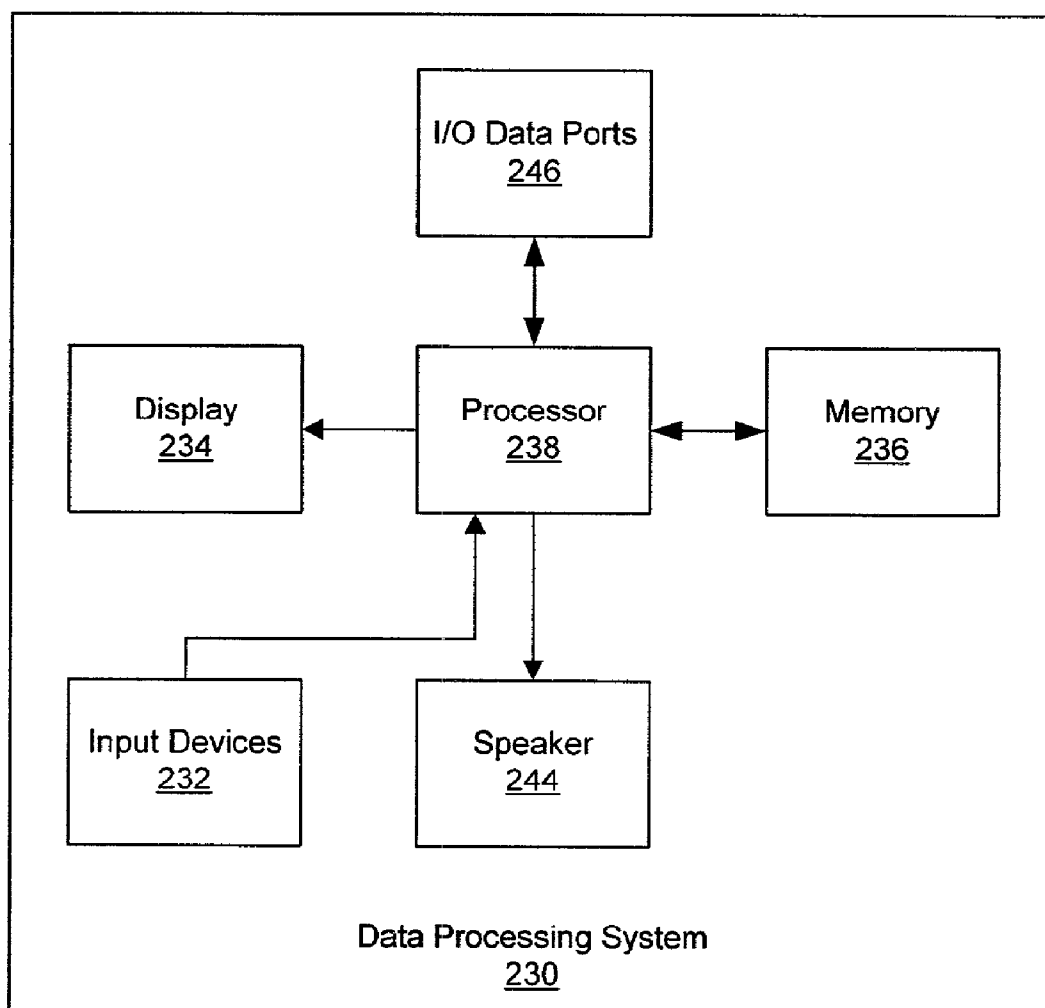 I/O Data Ports
246
Display
234
Processor
238
Memory
236
Input Devices
232
Speaker
244
Data Processing System
230